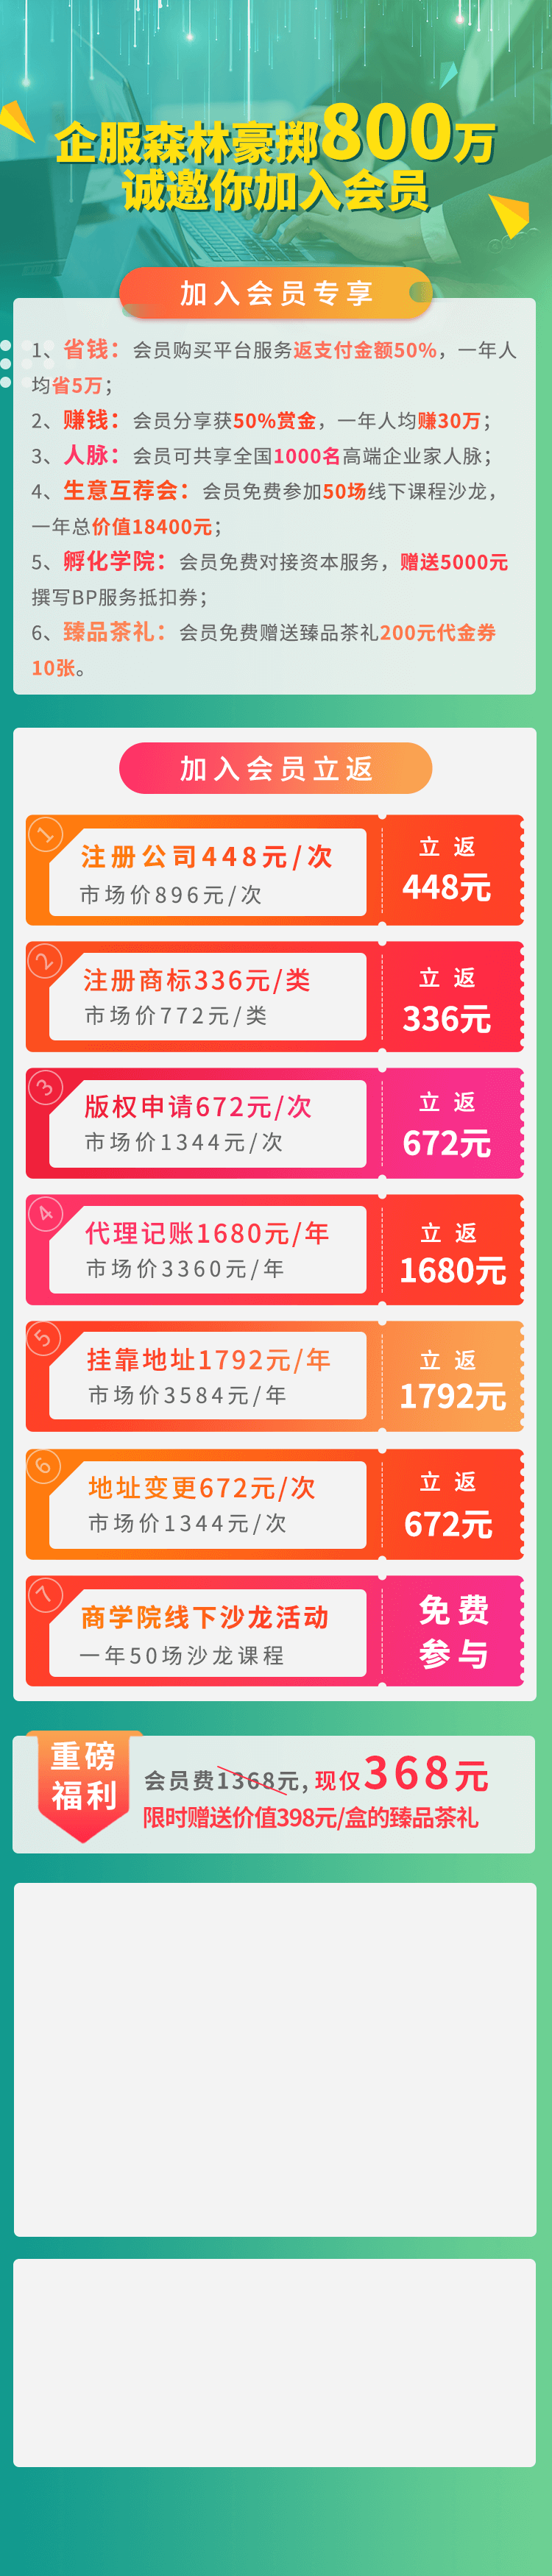 企服森林豪掷800万
诚邀你加入会员
加入会员专享
1、省钱：会员购买平台服务返支付金额50%，一年人
均省5万；
2、赚钱：会员分享获50%赏金，一年人均赚30万；
3、人脉：会员可共享全国1000名高端企业家人脉；
4、生意互荐会：会员免费参加50场线下课程沙龙，
一年总价值18400元；
5、孵化学院：会员免费对接资本服务，赠送5000元
撰写BP服务抵扣券；
6、臻品茶礼：会员免费赠送臻品茶礼200元代金券
10张。
加入会员立返
1
注册公司448元/次
市场价896元/次
立 返
448元
2
注册商标336元/类
市场价772元/类
立 返
336元
3
版权申请672元/次
市场价1344元/次
立 返
672元
4
代理记账1680元/年
市场价3360元/年
立 返
1680元
5
挂靠地址1792元/年
市场价3584元/年
立 返
1792元
6
地址变更672元/次
市场价1344元/次
立 返
672元
7
商学院线下沙龙活动
一年50场沙龙课程
免费
参与
重磅
福利
会员费1368元,现仅368元
限时赠送价值398元/盒的臻品茶礼